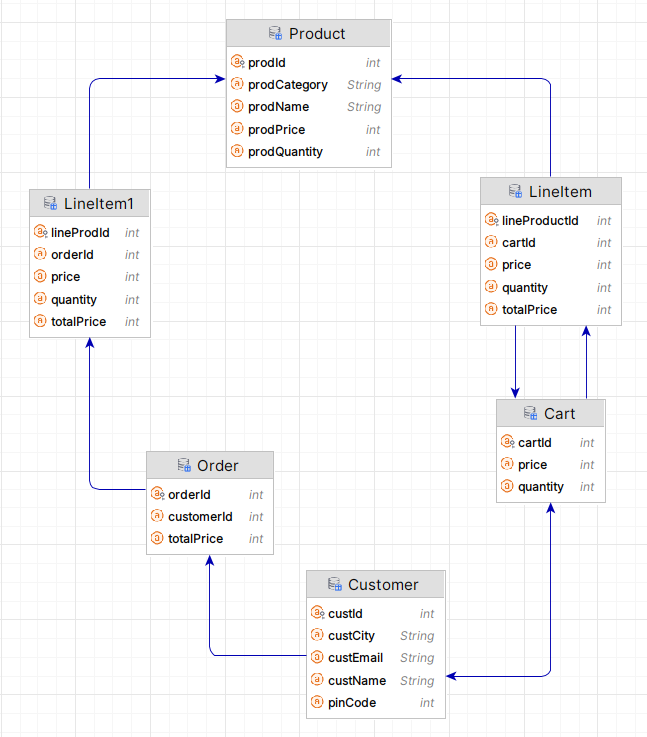 Product
prodId int
prodCategory String
prodName String
prodPrice int
prodQuantity int
LineItem1
lineProdId int
orderId int
price int
quantity int
totalPrice int
LineItem
lineProductId int
cartId int
price int
quantity int
totalPrice int
Cart
cartId int
price int
quantity int
Order
orderId int
customerId int
totalPrice int
Customer
custId int
custCity String
custEmail String
custName String
pinCode int